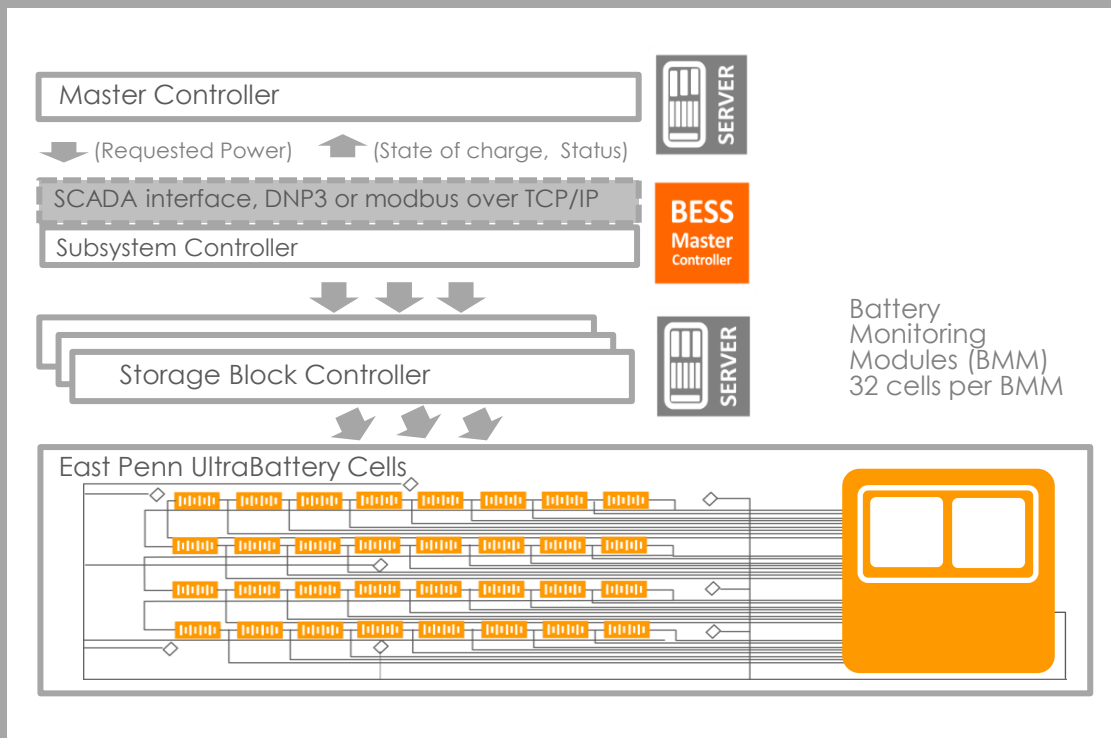 Master Controller
SERVER
(Requested Power)
(State of charge, Status)
SCADA interface, DNP3 or modbus over TCP/IP
Subsystem Controller
BESS
Master
Controller
Storage Block Controller
SERVER
Battery
Monitoring
Modules (BMM)
32 cells per BMM
East Penn UltraBattery Cells